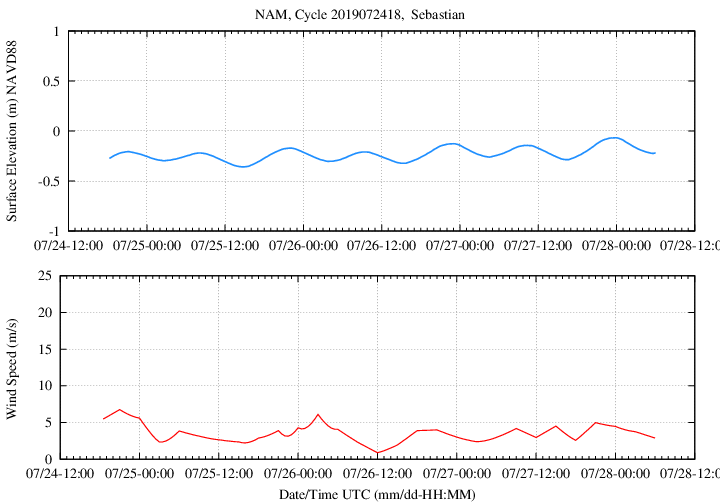 NAM, Cycle 2019072418, Sebastian
Surface Elevation (m) NAVD88
1
0.5
0
-0.5
-1
07/24-12:00 07/25-00:00 07/25-12:00 07/26-00:00 07/26-12:00 07/27-00:00 07/27-12:00 07/28-00:00 07/28-12:0
Wind Speed (m/s)
25
20
15
10
5
0
07/24-12:00 07/25-00:00 07/25-12:00 07/26-00:00 07/26-12:00 07/27-00:00 07/27-12:00 07/28-00:00 07/28-12:0
Date/Time UTC (mm/dd-HH:MM)